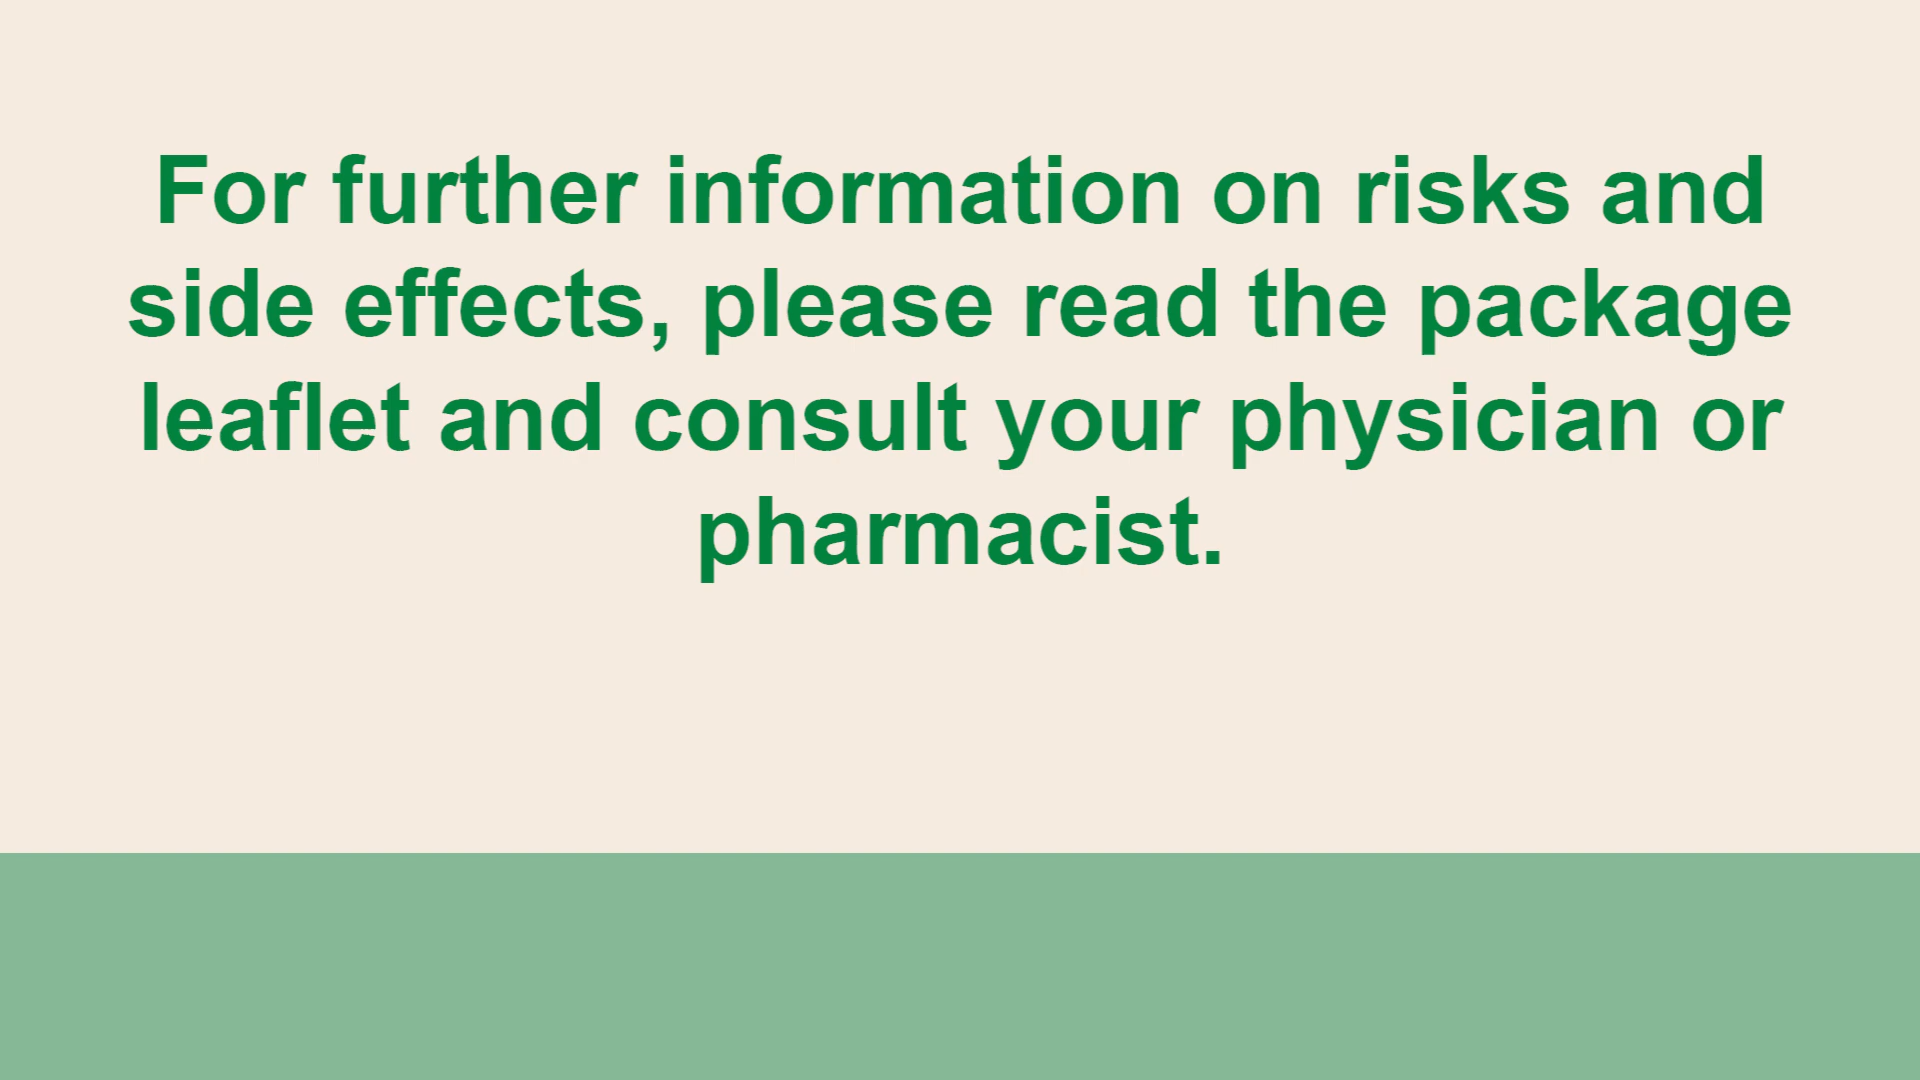 For further information on risks and
side effects, please read the package
leaflet and consult your physician or
pharmacist.